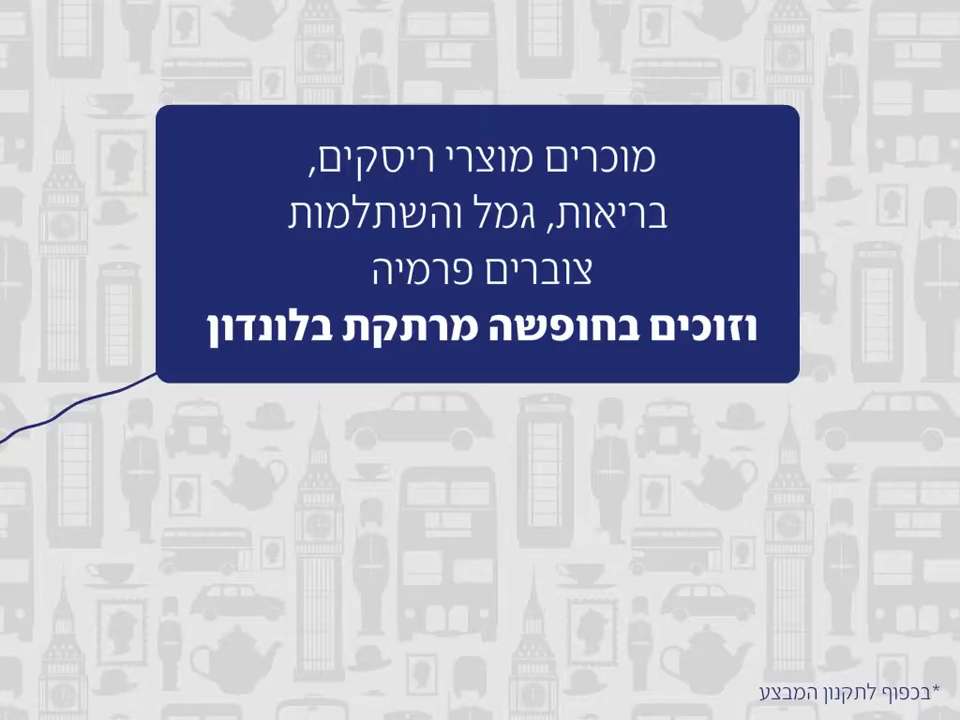 מוכרים מוצרי ריסקים,
בריאות, גמל והשתלמות
צוברים פרמיה
וזוכים בחופשה מרתקת בלונדון
*בכפוף לתקנון המבצע